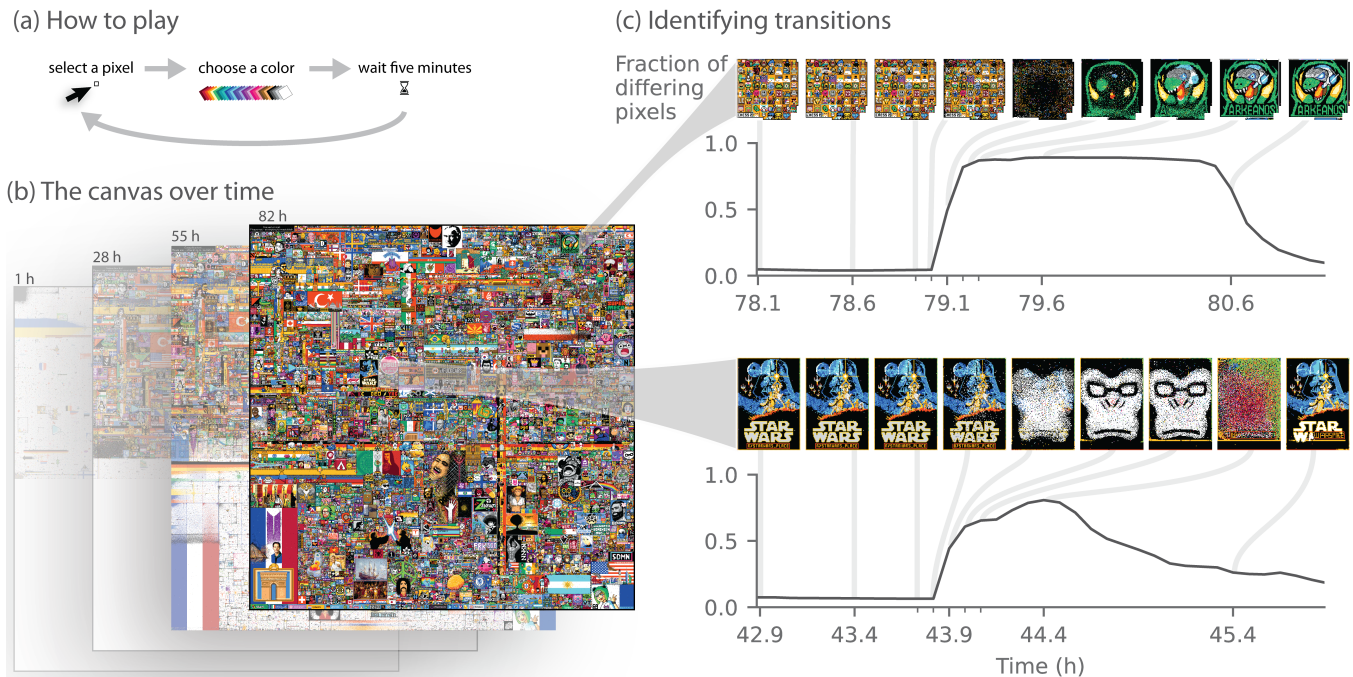 (a) How to play
select a pixel
choose a color
wait five minutes
(b) The canvas over time
1 h
28 h
55 h
82 h
(c) Identifying transitions
Fraction of
differing
pixels
ARKEANOS
ARKEANOS
ARKEANOS
1.0
0.5
0.0
78.1
78.6
79.1
79.6
80.6
STAR
WARS
STAR
WARS
STAR
WARS
STAR
WARS
STAR
1.0
0.5
0.0
42.9
43.4
43.9
44.4
45.4
Time (h)